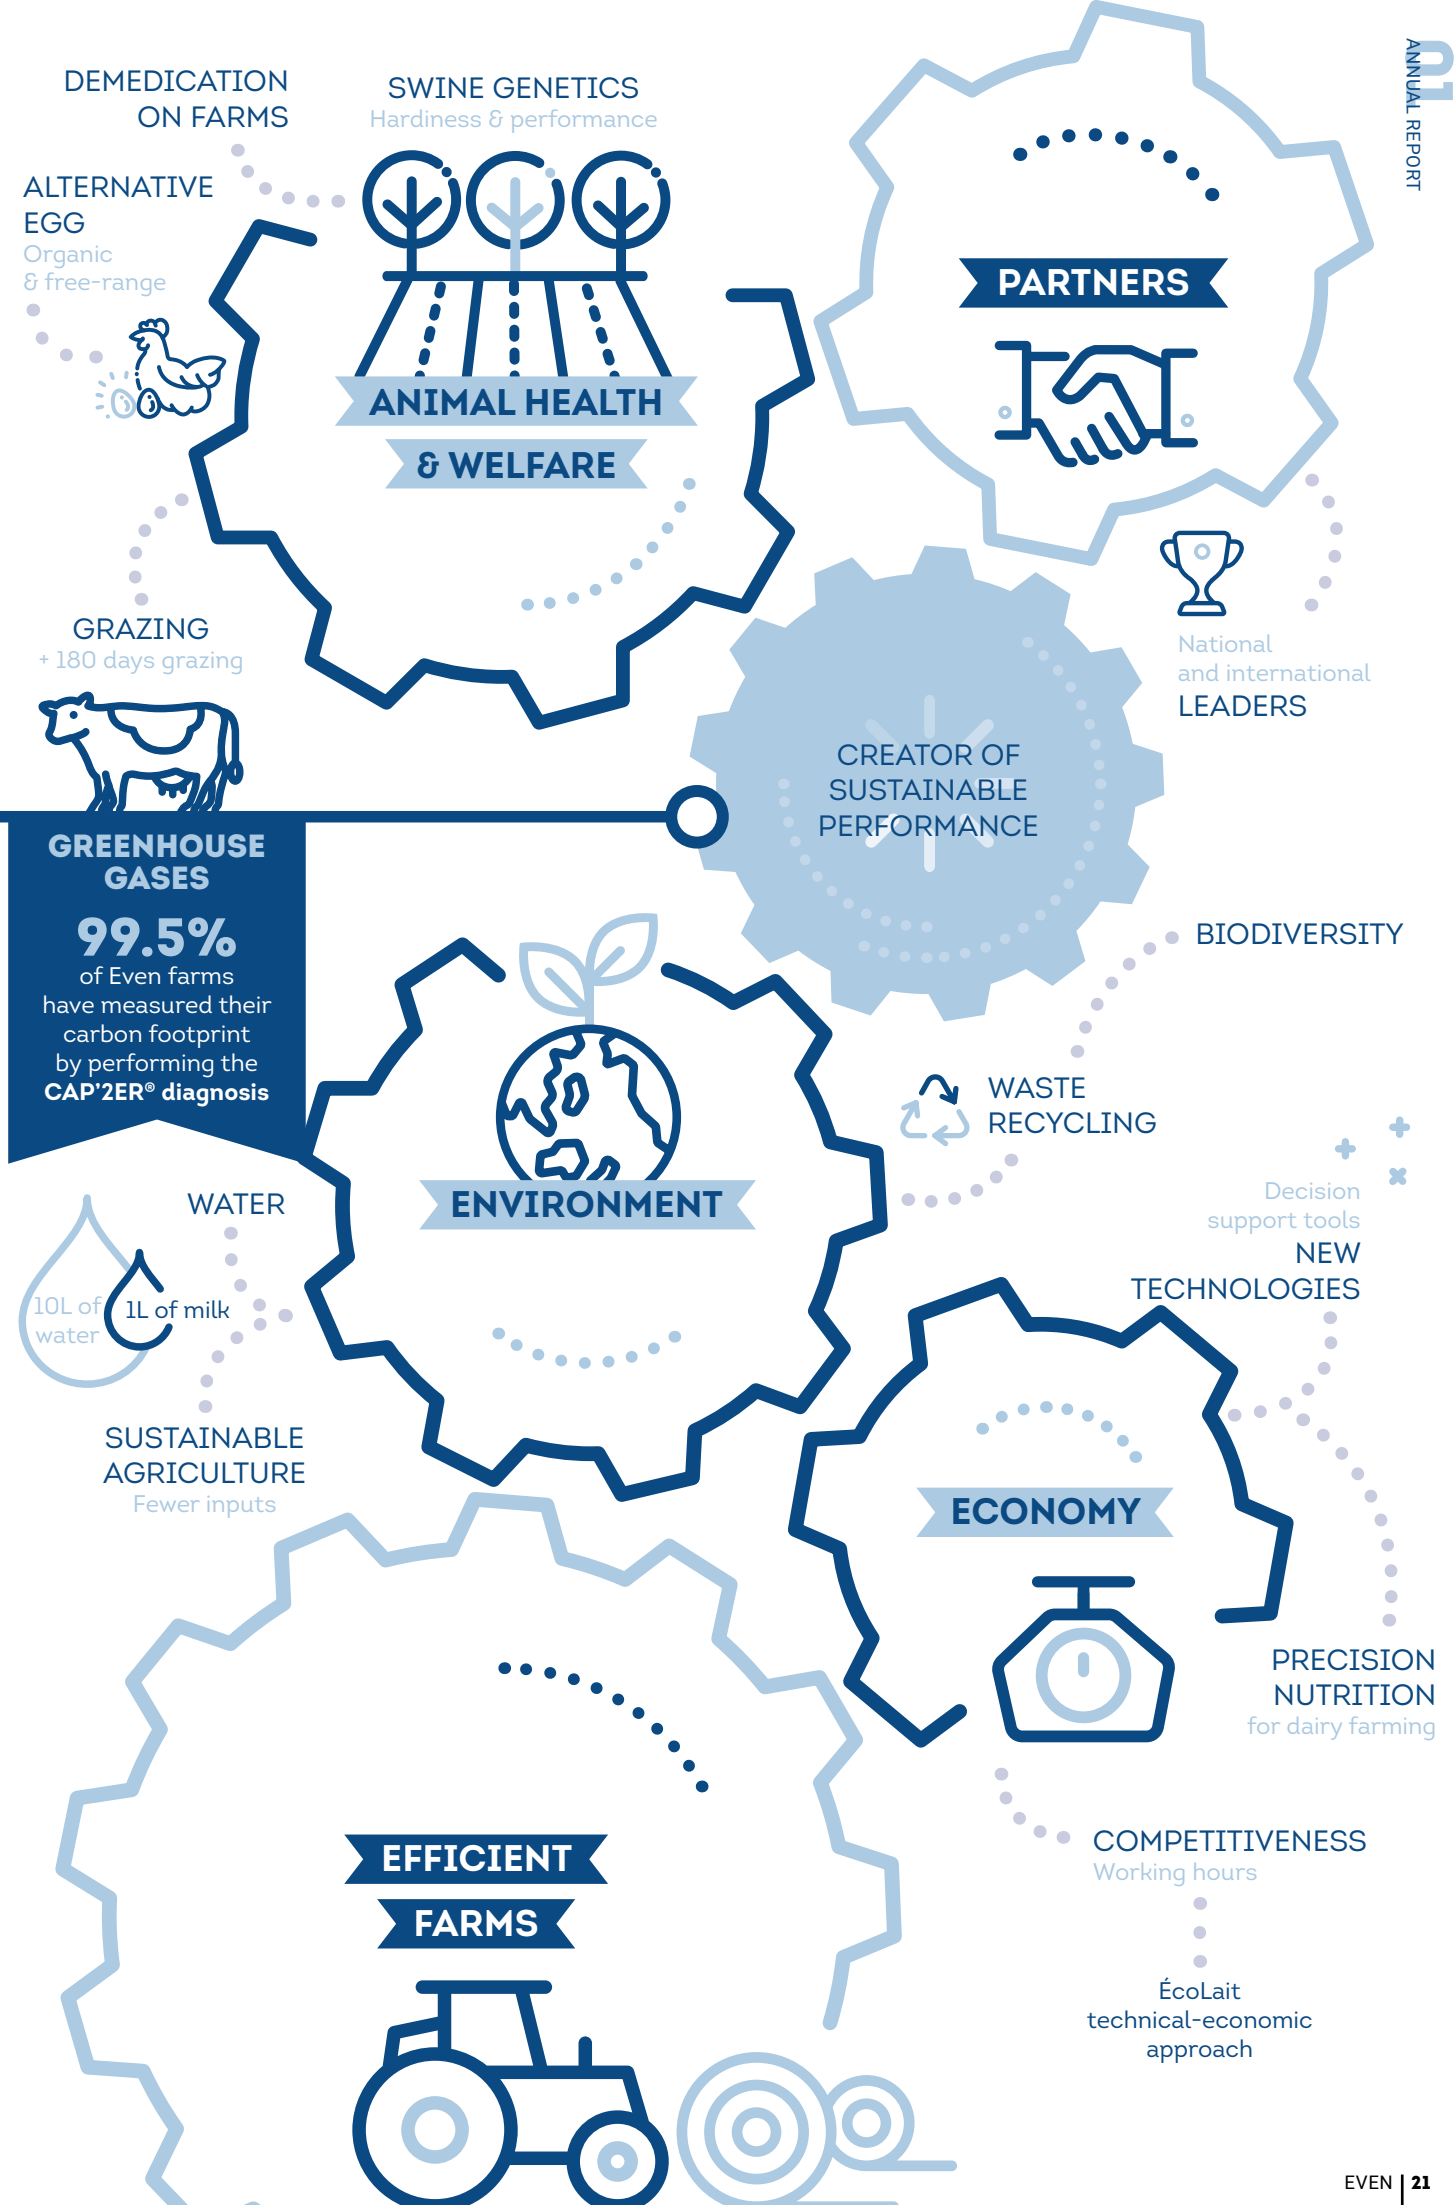 21
ANNUAL REPORT
DEMEDICATION
ON FARMS
SWINE GENETICS
Hardiness & performance
ALTERNATIVE
EGG
Organic
& free-range
PARTNERS
ANIMAL HEALTH
& WELFARE
GRAZING
+ 180 days grazing
National
and international
LEADERS
CREATOR OF
SUSTAINABLE
PERFORMANCE
GREENHOUSE
GASES
99.5%
of Even farms
have measured their
carbon footprint
by performing the
CAP'2ER® diagnosis
BIODIVERSITY
WASTE
RECYCLING
ENVIRONMENT
WATER
10L of
water
1L of milk
SUSTAINABLE
AGRICULTURE
Fewer inputs
Decision
support tools
NEW
TECHNOLOGIES
ECONOMY
PRECISION
NUTRITION
for dairy farming
COMPETITIVENESS
Working hours
ÉcoLait
technical-economic
approach
EFFICIENT
FARMS
EVEN | 21